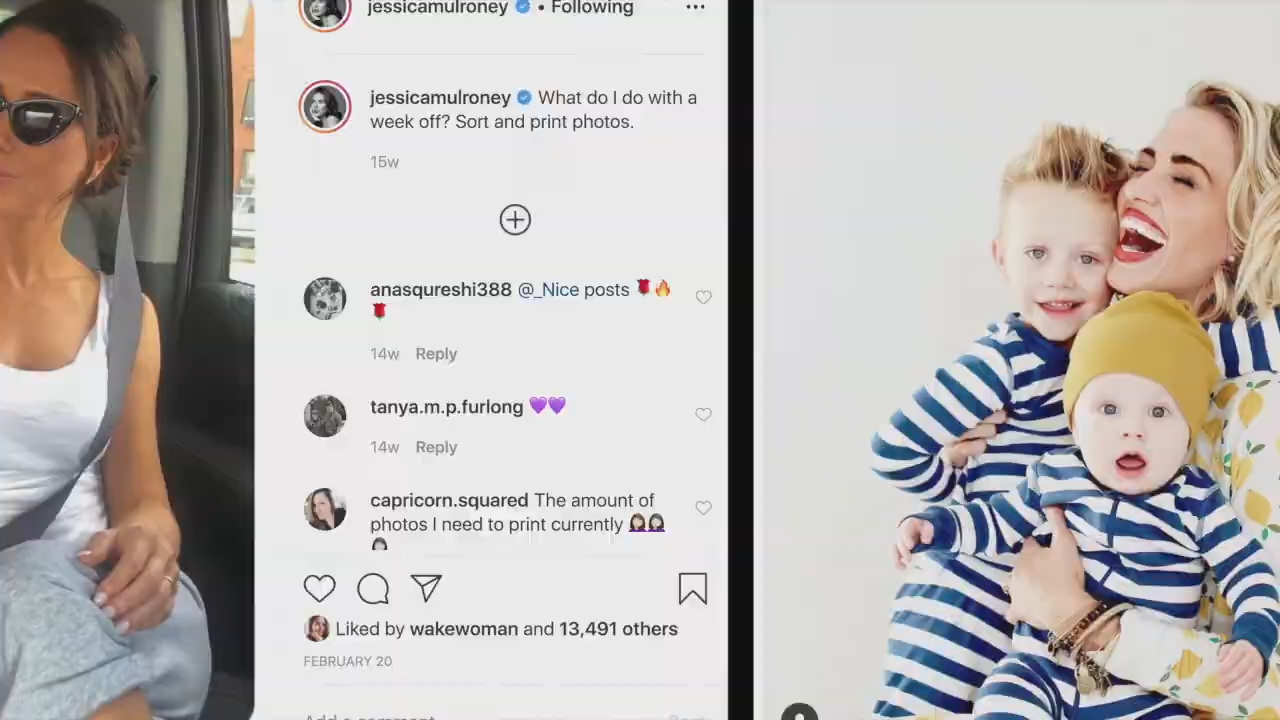 jessicamulroney • Following
jessicamulroney What do I do with a
week off? Sort and print photos.
15w
anasqureshi388 @_Nice posts 🌹🔥
🌹
14w Reply
tanya.m.p.furlong 💜💜
14w Reply
capricorn.squared The amount of
photos I need to print currently 🤦🏻‍♀️🤦🏻‍♀️
Liked by wakewoman and 13,491 others
FEBRUARY 20
Add a comment